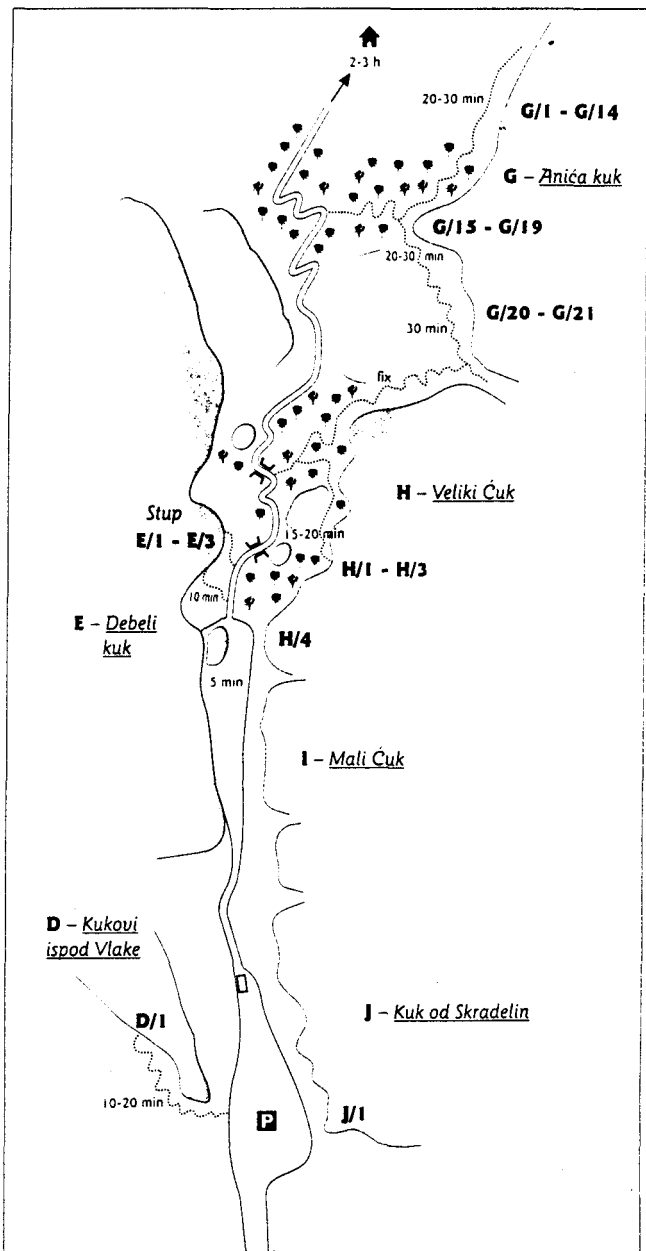 2-3 h
20-30 min
G/1 - G/14
G – Anića kuk
G/15 - G/19
20-30 min
G/20 - G/21
30 min
fix
H – Veliki Ćuk
Stup
E/1 - E/3
15-20 min
H/1 - H/3
10 min
E – Debeli
kuk
H/4
5 min
I – Mali Ćuk
D – Kukovi
ispod Vlake
D/1
J – Kuk od Skradelin
10-20 min
P
J/1